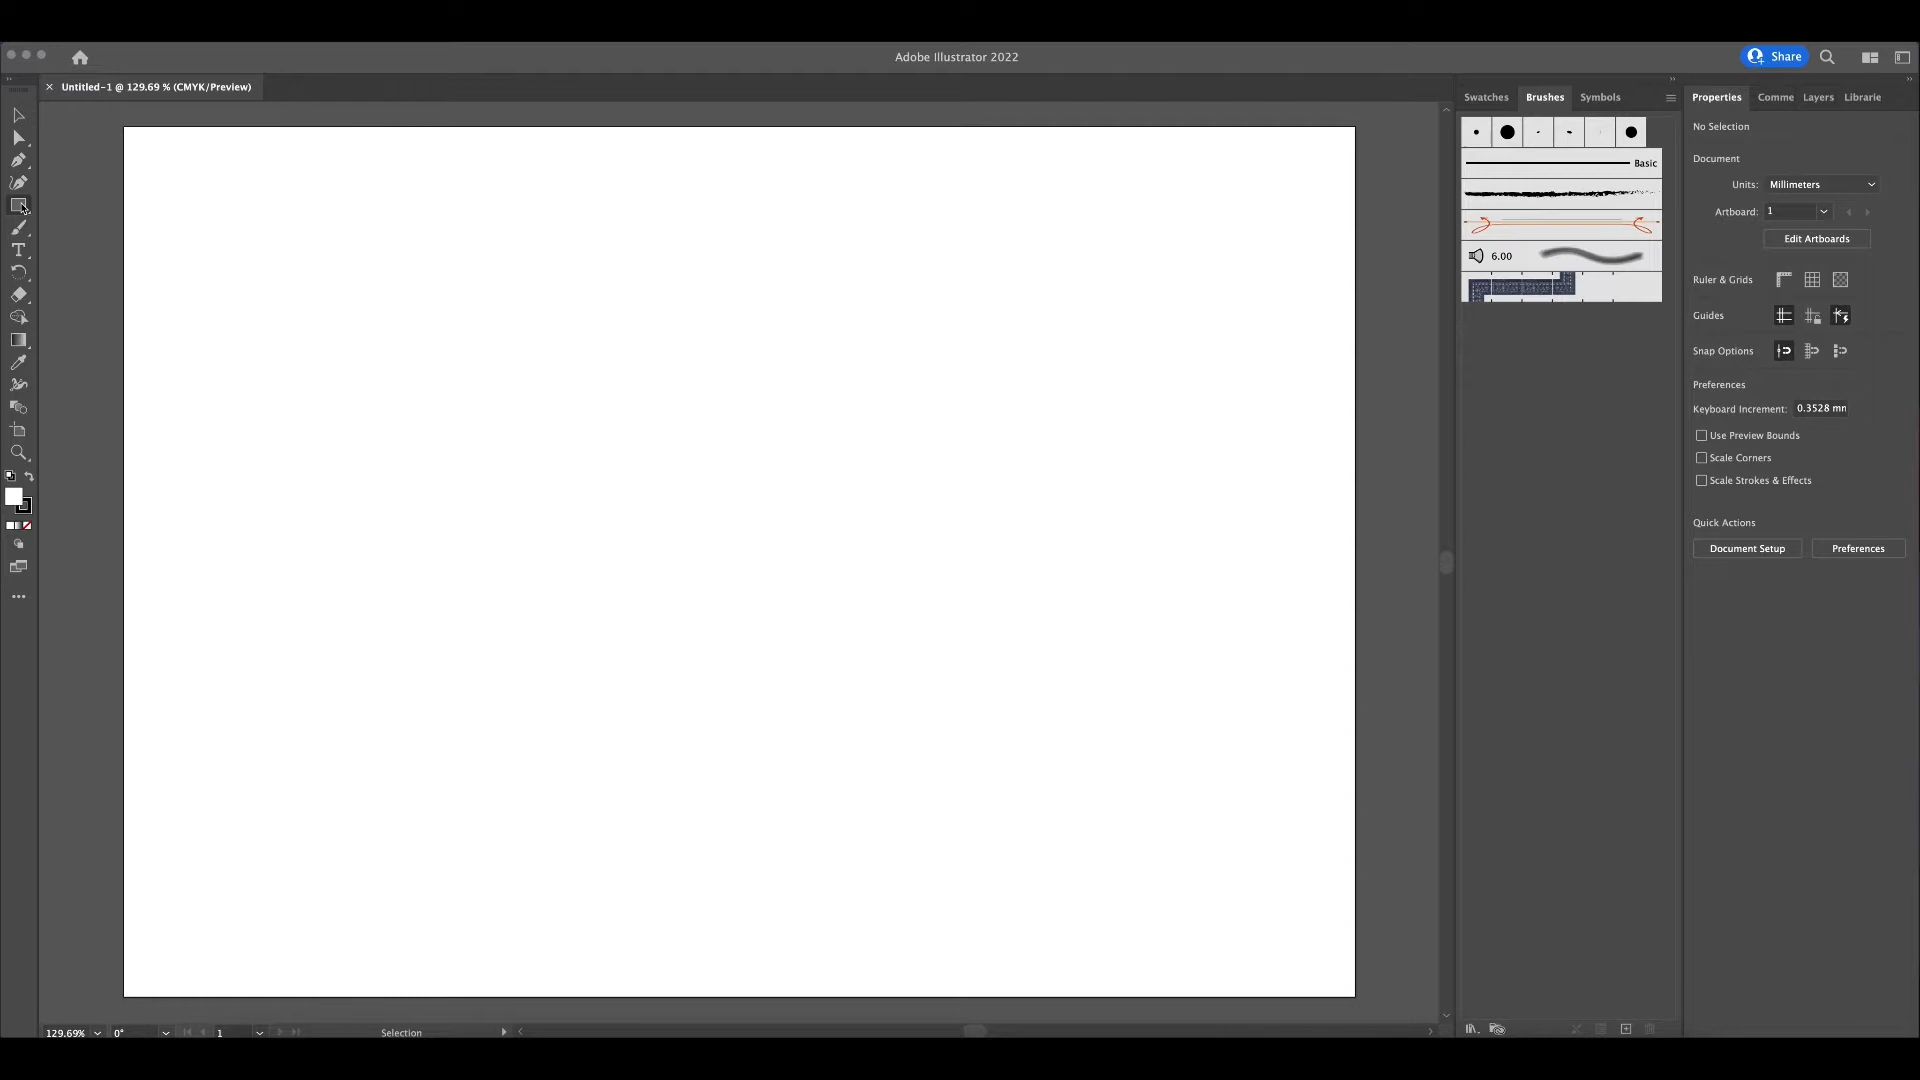 Adobe Illustrator 2022
Share
× Untitled-1 @ 129.69 % (CMYK/Preview)
Swatches Brushes Symbols
Basic
6.00
Properties Comme Layers Librarie
No Selection
Document
Units: Millimeters
Artboard: 1
Edit Artboards
Ruler & Grids
Guides
Snap Options
Preferences
Keyboard Increment: 0.3528 mm
Use Preview Bounds
Scale Corners
Scale Strokes & Effects
Quick Actions
Document Setup Preferences
129.69% 0° 1 Selection